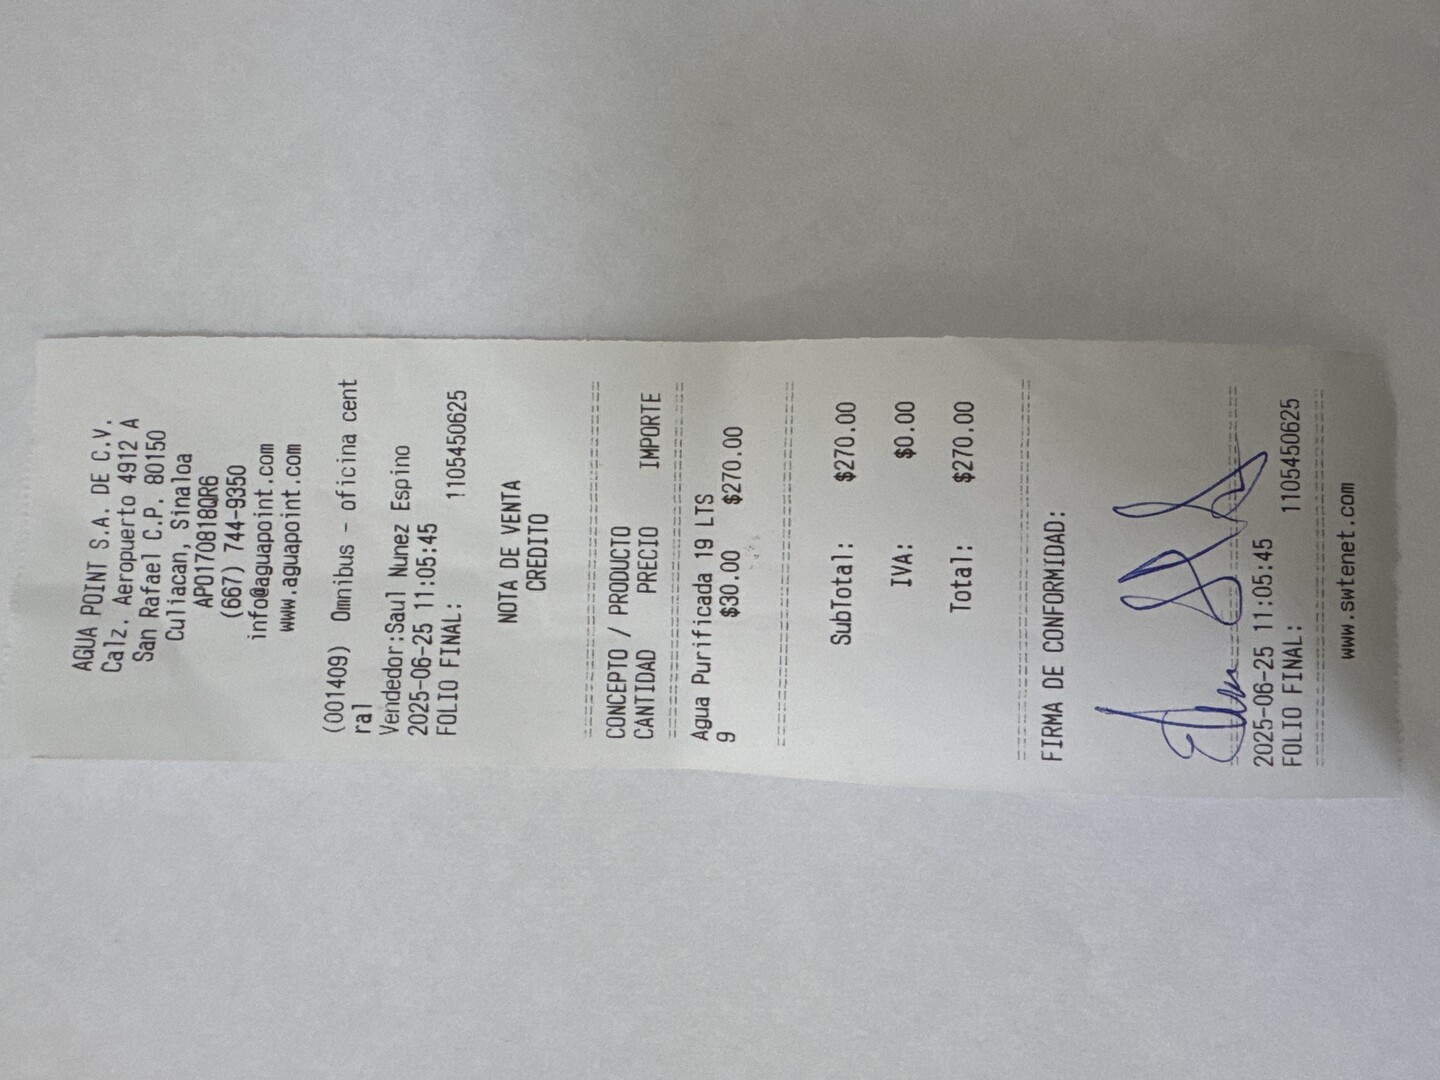 AGUA POINT S.A. DE C.V.
Calz. Aeropuerto 4912 A
San Rafael C.P. 80150
Culiacan, Sinaloa
APO170818QR6
(667) 744-9350
info@aguapoint.com
www.aguapoint.com
(001409) Omnibus - oficina cent
ral
Vendedor:Saul Nunez Espino
2025-06-25 11:05:45
FOLIO FINAL: 1105450625
NOTA DE VENTA
CREDITO
CONCEPTO / PRODUCTO
CANTIDAD PRECIO IMPORTE
Agua Purificada 19 LTS
9 $30.00 $270.00
SubTotal: $270.00
IVA: $0.00
Total: $270.00
FIRMA DE CONFORMIDAD:
2025-06-25 11:05:45
FOLIO FINAL: 1105450625
www.swtenet.com